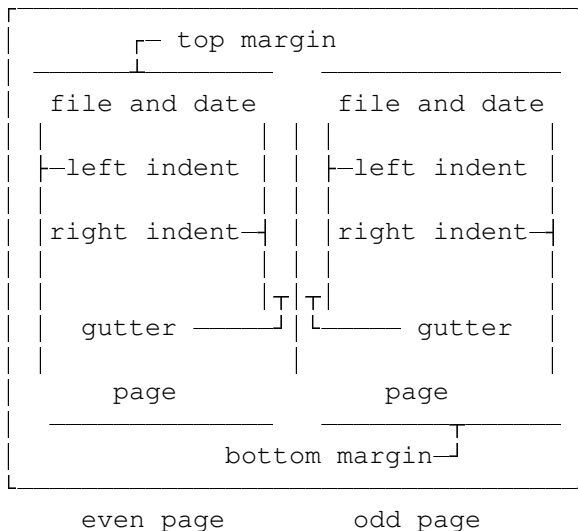 top margin
file and date file and date
left indent left indent
right indent right indent
gutter gutter
page page
bottom margin
even page odd page